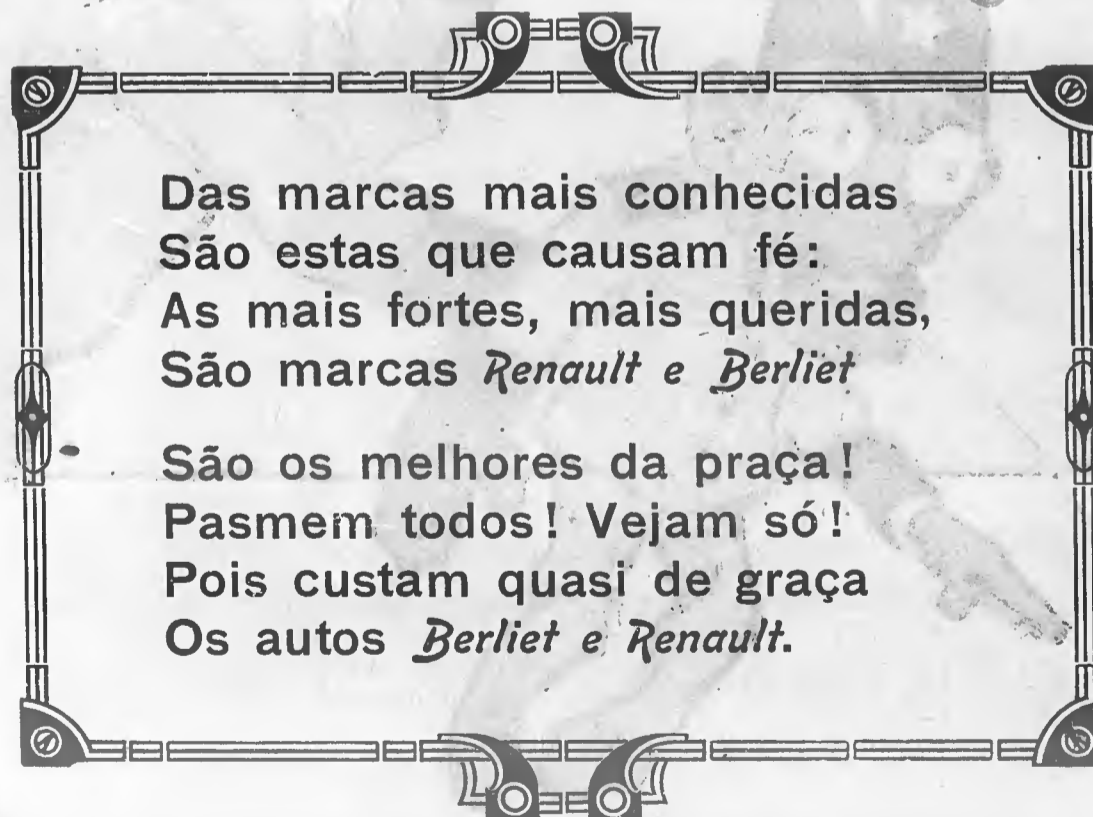 Das marcas mais conhecidas
São estas que causam fé:
As mais fortes, mais queridas,
São marcas Renault e Berliet
São os melhores da praça!
Pasmem todos! Vejam só!
Pois custam quasi de graça
Os autos Berliet e Renault.